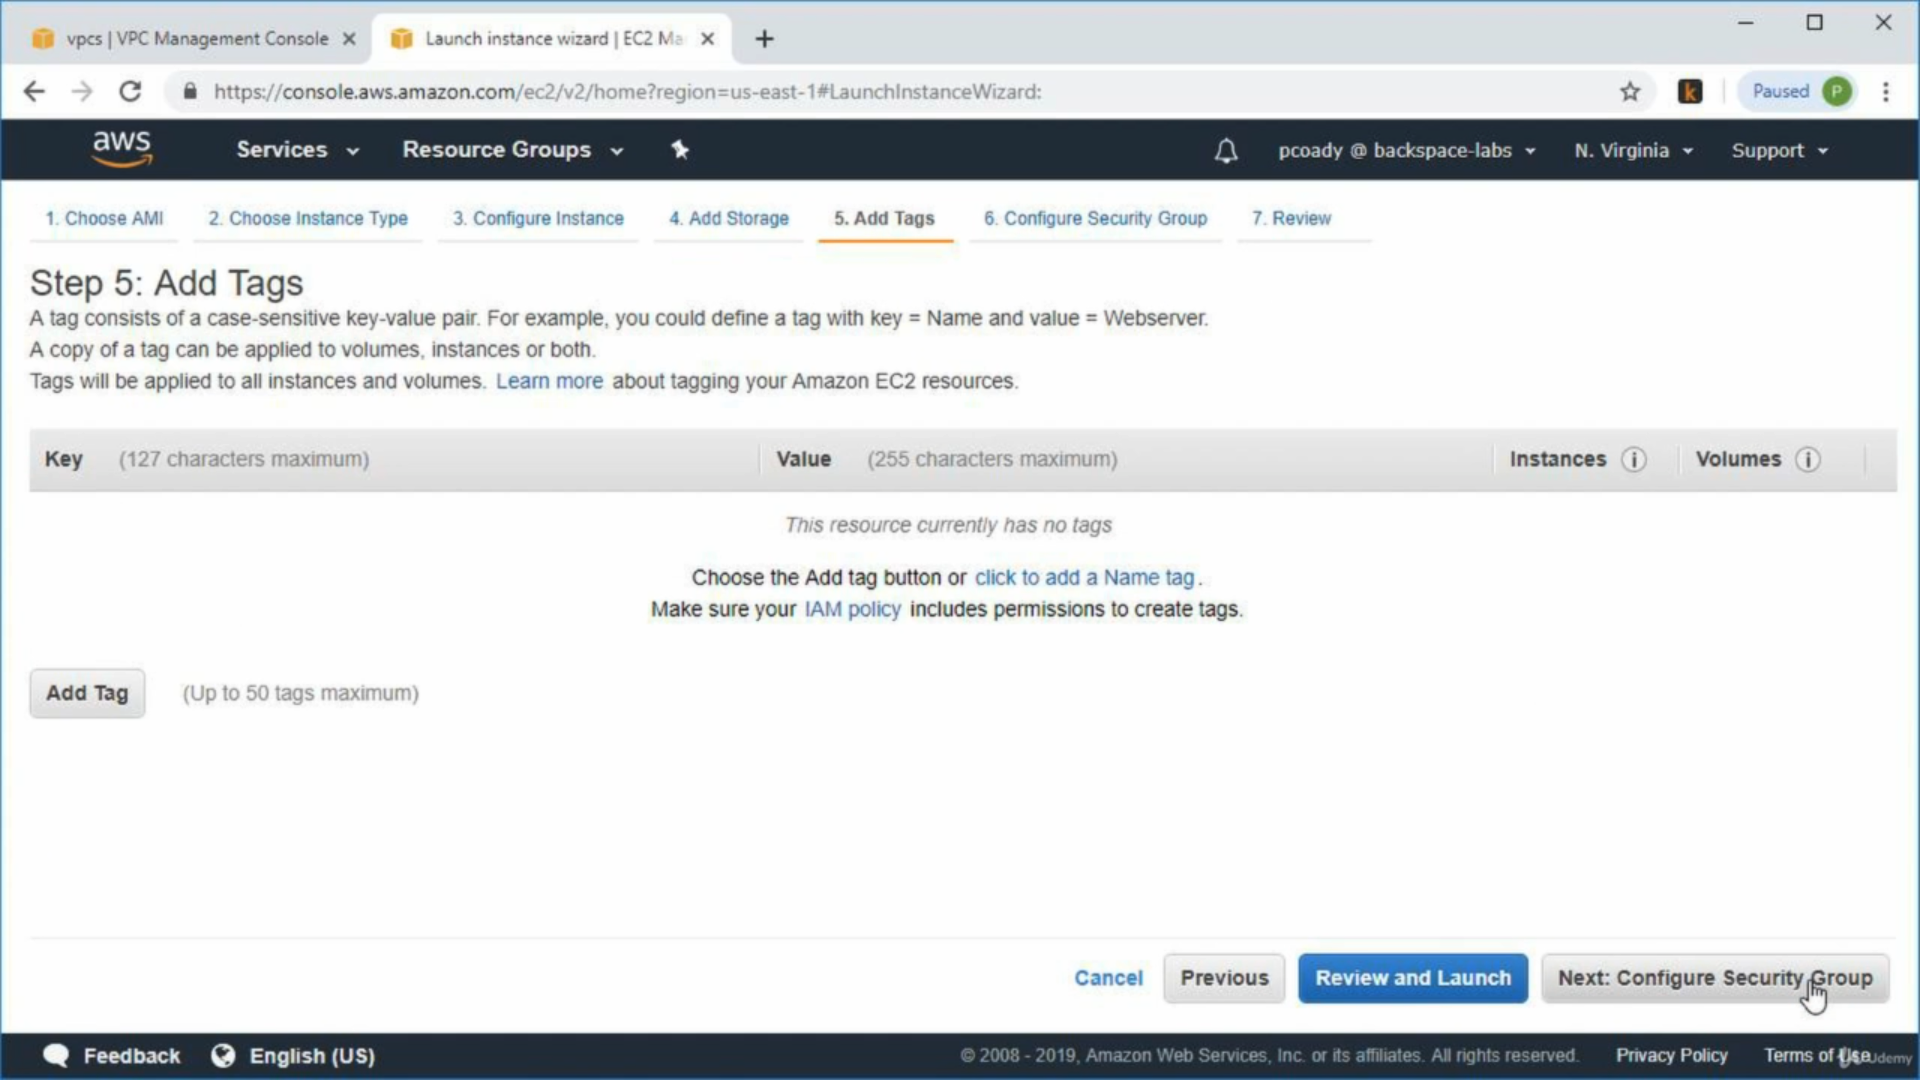 vpcs | VPC Management Console
Launch instance wizard | EC2 Ma
https://console.aws.amazon.com/ec2/v2/home?region=us-east-1#LaunchInstanceWizard:
k
Paused P
aws
Services
Resource Groups
pcoady @ backspace-labs
N. Virginia
Support
1. Choose AMI
2. Choose Instance Type
3. Configure Instance
4. Add Storage
5. Add Tags
6. Configure Security Group
7. Review
Step 5: Add Tags
A tag consists of a case-sensitive key-value pair. For example, you could define a tag with key = Name and value = Webserver.
A copy of a tag can be applied to volumes, instances or both.
Tags will be applied to all instances and volumes. Learn more about tagging your Amazon EC2 resources.
Key (127 characters maximum)
Value (255 characters maximum)
Instances i
Volumes i
This resource currently has no tags
Choose the Add tag button or click to add a Name tag.
Make sure your IAM policy includes permissions to create tags.
Add Tag
(Up to 50 tags maximum)
Cancel
Previous
Review and Launch
Next: Configure Security Group
Feedback
English (US)
© 2008 - 2019, Amazon Web Services, Inc. or its affiliates. All rights reserved.
Privacy Policy
Terms of Use
Udemy